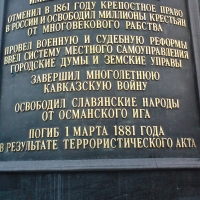 ОТМЕНИЛ В 1861 ГОДУ КРЕПОСТНОЕ ПРАВО
В РОССИИ И ОСВОБОДИЛ МИЛЛИОНЫ КРЕСТЬЯН
ОТ МНОГОВЕКОВОГО РАБСТВА
ПРОВЕЛ ВОЕННУЮ И СУДЕБНУЮ РЕФОРМЫ
ВВЕЛ СИСТЕМУ МЕСТНОГО САМОУПРАВЛЕНИЯ
ГОРОДСКИЕ ДУМЫ И ЗЕМСКИЕ УПРАВЫ
ЗАВЕРШИЛ МНОГОЛЕТНЮЮ
КАВКАЗСКУЮ ВОЙНУ
ОСВОБОДИЛ СЛАВЯНСКИЕ НАРОДЫ
ОТ ОСМАНСКОГО ИГА
ПОГИБ 1 МАРТА 1881 ГОДА
В РЕЗУЛЬТАТЕ ТЕРРОРИСТИЧЕСКОГО АКТА